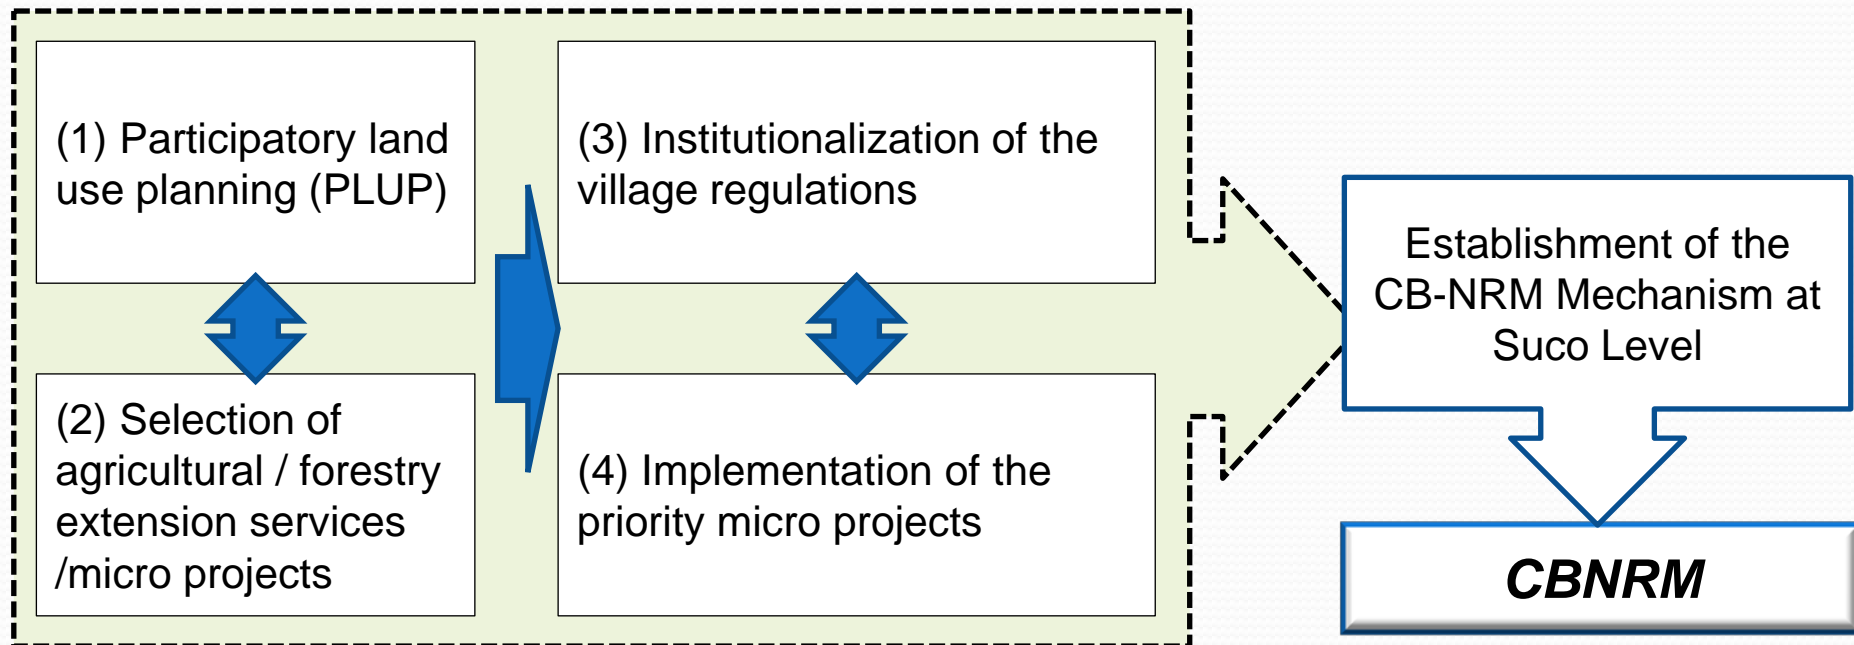 (1) Participatory land
use planning (PLUP)
(2) Selection of
agricultural / forestry
extension services
/micro projects
(3) Institutionalization of the
village regulations
(4) Implementation of the
priority micro projects
Establishment of the
CB-NRM Mechanism at
Suco Level
CBNRM